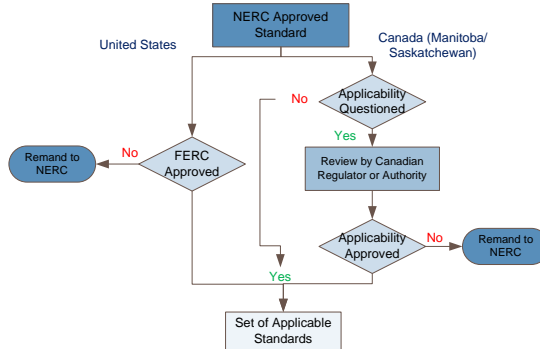 NERC Approved
Standard
United States
Canada (Manitoba/
Saskatchewan)
No
Applicability
Questioned
Yes
Remand to
NERC
No
FERC
Approved
Review by Canadian
Regulator or Authority
Applicability
Approved
No
Remand to
NERC
Yes
Set of Applicable
Standards